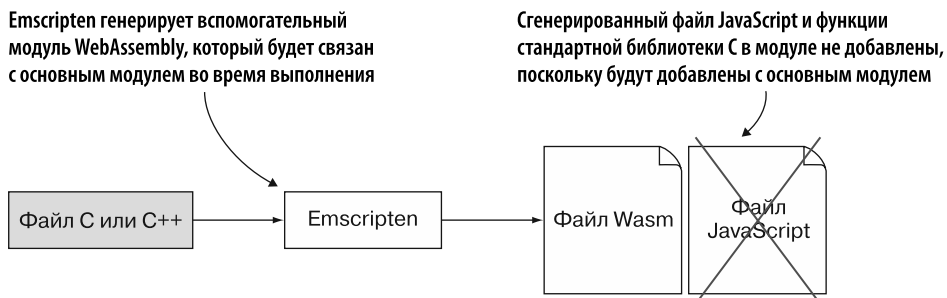 Emscripten генерирует вспомогательный
модуль WebAssembly, который будет связан
с основным модулем во время выполнения
Сгенерированный файл JavaScript и функции
стандартной библиотеки C в модуле не добавлены,
поскольку будут добавлены с основным модулем
Файл C или C++
Emscripten
Файл Wasm
Файл
JavaScript